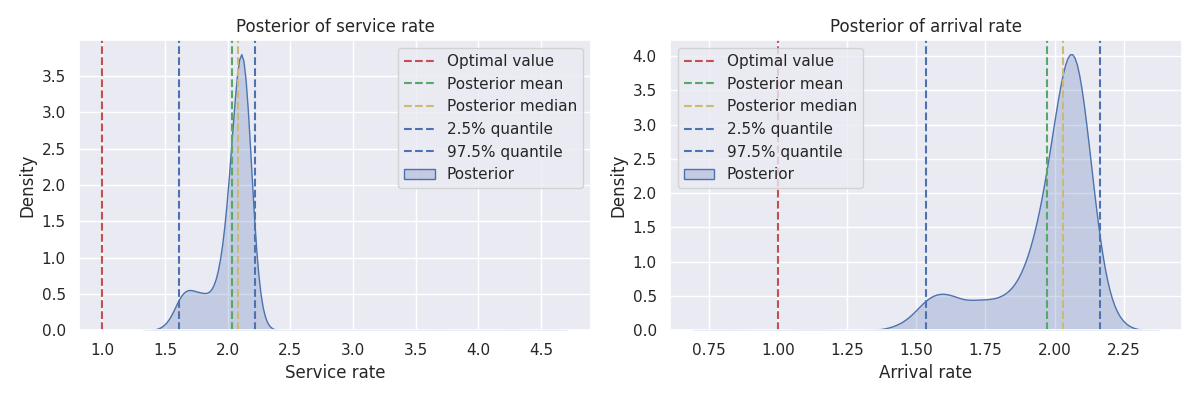 Posterior of service rate
Density
3.5
3.0
2.5
2.0
1.5
1.0
0.5
0.0
Optimal value
Posterior mean
Posterior median
2.5% quantile
97.5% quantile
Posterior
1.0 1.5 2.0 2.5 3.0 3.5 4.0 4.5
Service rate
Posterior of arrival rate
Density
4.0
3.5
3.0
2.5
2.0
1.5
1.0
0.5
0.0
Optimal value
Posterior mean
Posterior median
2.5% quantile
97.5% quantile
Posterior
0.75 1.00 1.25 1.50 1.75 2.00 2.25
Arrival rate